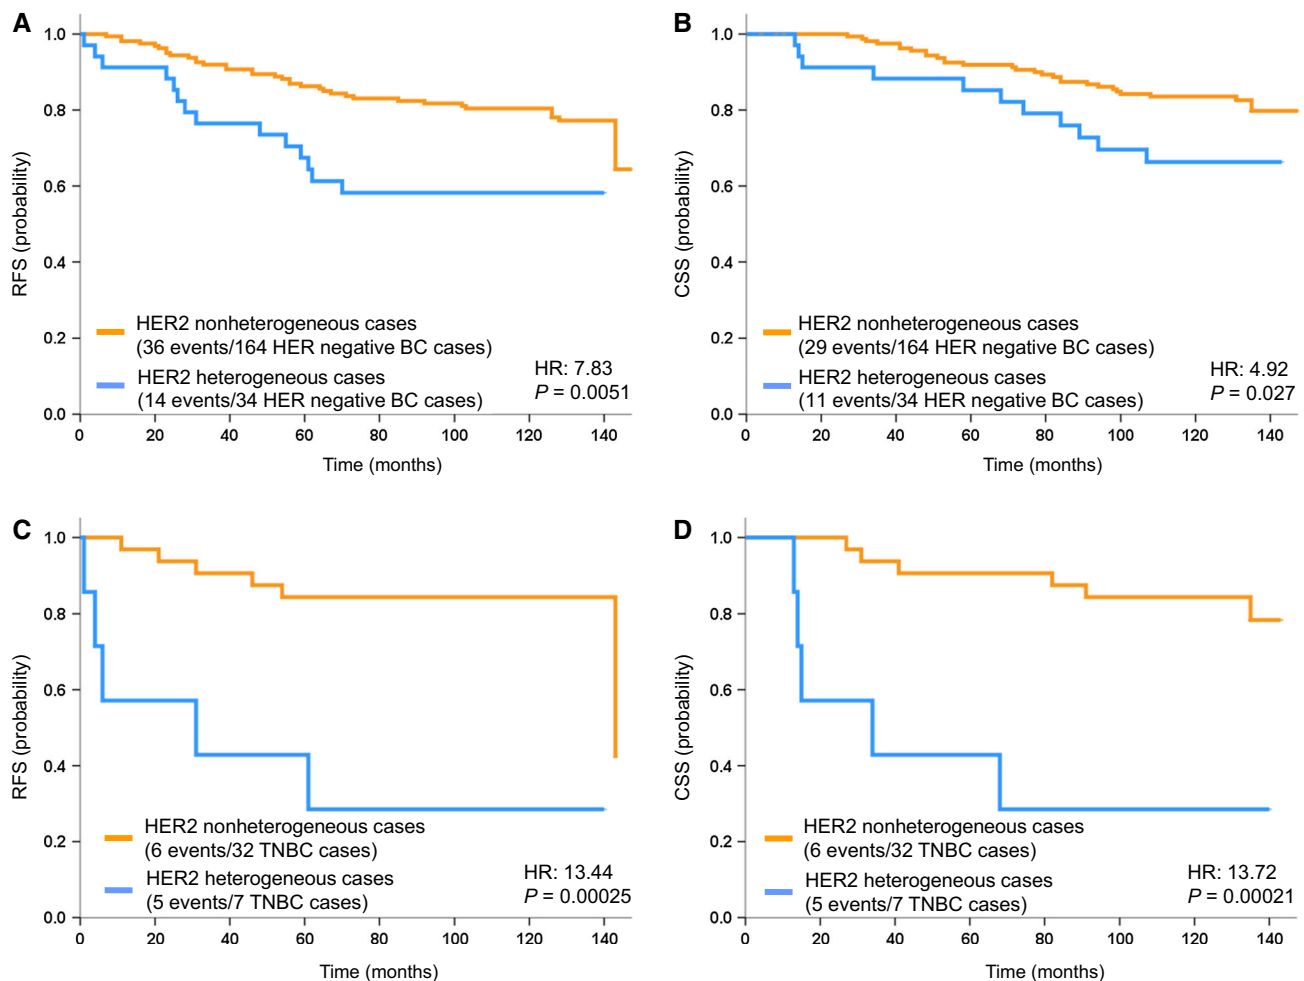 A
1.0
0.8
0.6
0.4
0.2
0.0
RFS (probability)
HER2 nonheterogeneous cases
(36 events/164 HER negative BC cases)
HER2 heterogeneous cases
(14 events/34 HER negative BC cases)
HR: 7.83
P = 0.0051
0 20 40 60 80 100 120 140
Time (months)
B
1.0
0.8
0.6
0.4
0.2
0.0
CSS (probability)
HER2 nonheterogeneous cases
(29 events/164 HER negative BC cases)
HER2 heterogeneous cases
(11 events/34 HER negative BC cases)
HR: 4.92
P = 0.027
0 20 40 60 80 100 120 140
Time (months)
C
1.0
0.8
0.6
0.4
0.2
0.0
RFS (probability)
HER2 nonheterogeneous cases
(6 events/32 TNBC cases)
HER2 heterogeneous cases
(5 events/7 TNBC cases)
HR: 13.44
P = 0.00025
0 20 40 60 80 100 120 140
Time (months)
D
1.0
0.8
0.6
0.4
0.2
0.0
CSS (probability)
HER2 nonheterogeneous cases
(6 events/32 TNBC cases)
HER2 heterogeneous cases
(5 events/7 TNBC cases)
HR: 13.72
P = 0.00021
0 20 40 60 80 100 120 140
Time (months)